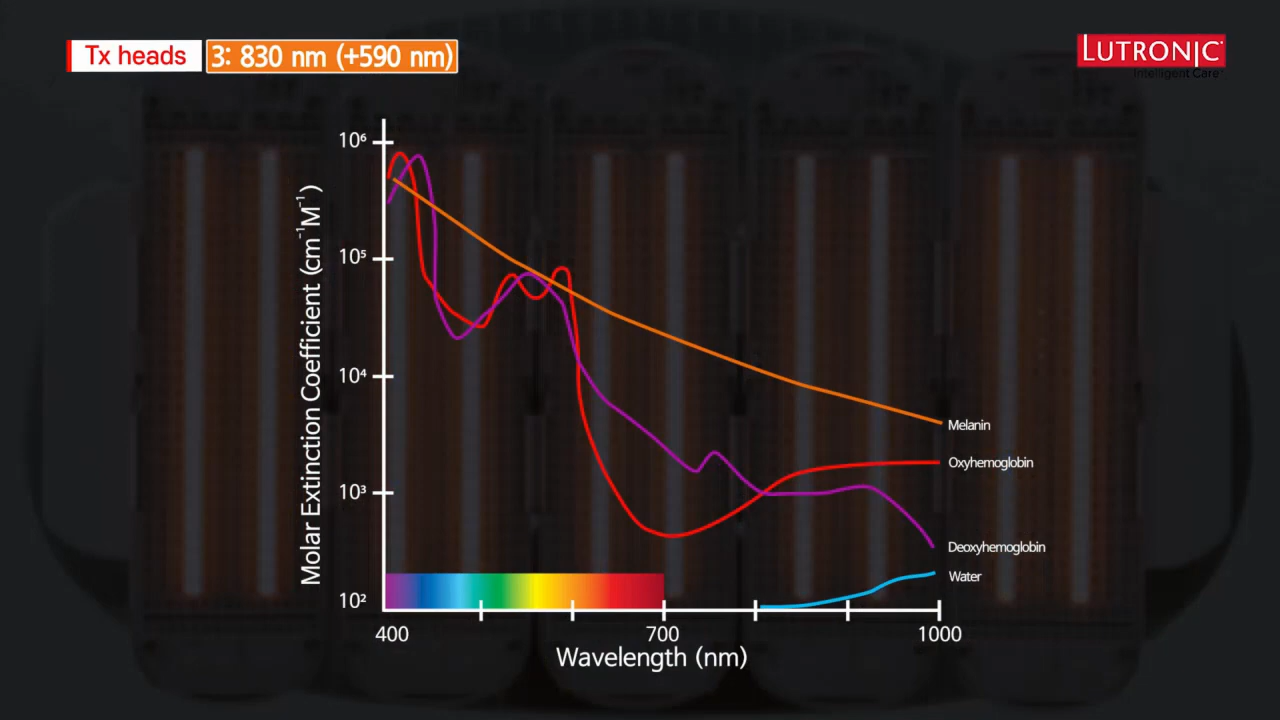 Tx heads
3: 830 nm (+590 nm)
LUTRONIC
Intelligent Care™
Molar Extinction Coefficient (cm⁻¹M⁻¹)
10⁶
10⁵
10⁴
10³
10²
Melanin
Oxyhemoglobin
Deoxyhemoglobin
Water
400
700
1000
Wavelength (nm)